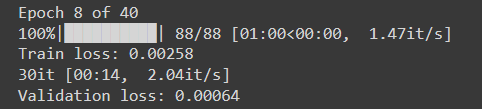 Epoch 8 of 40
100%|██████████| 88/88 [01:00<00:00,  1.47it/s]
Train loss: 0.00258
30it [00:14,  2.04it/s]
Validation loss: 0.00064